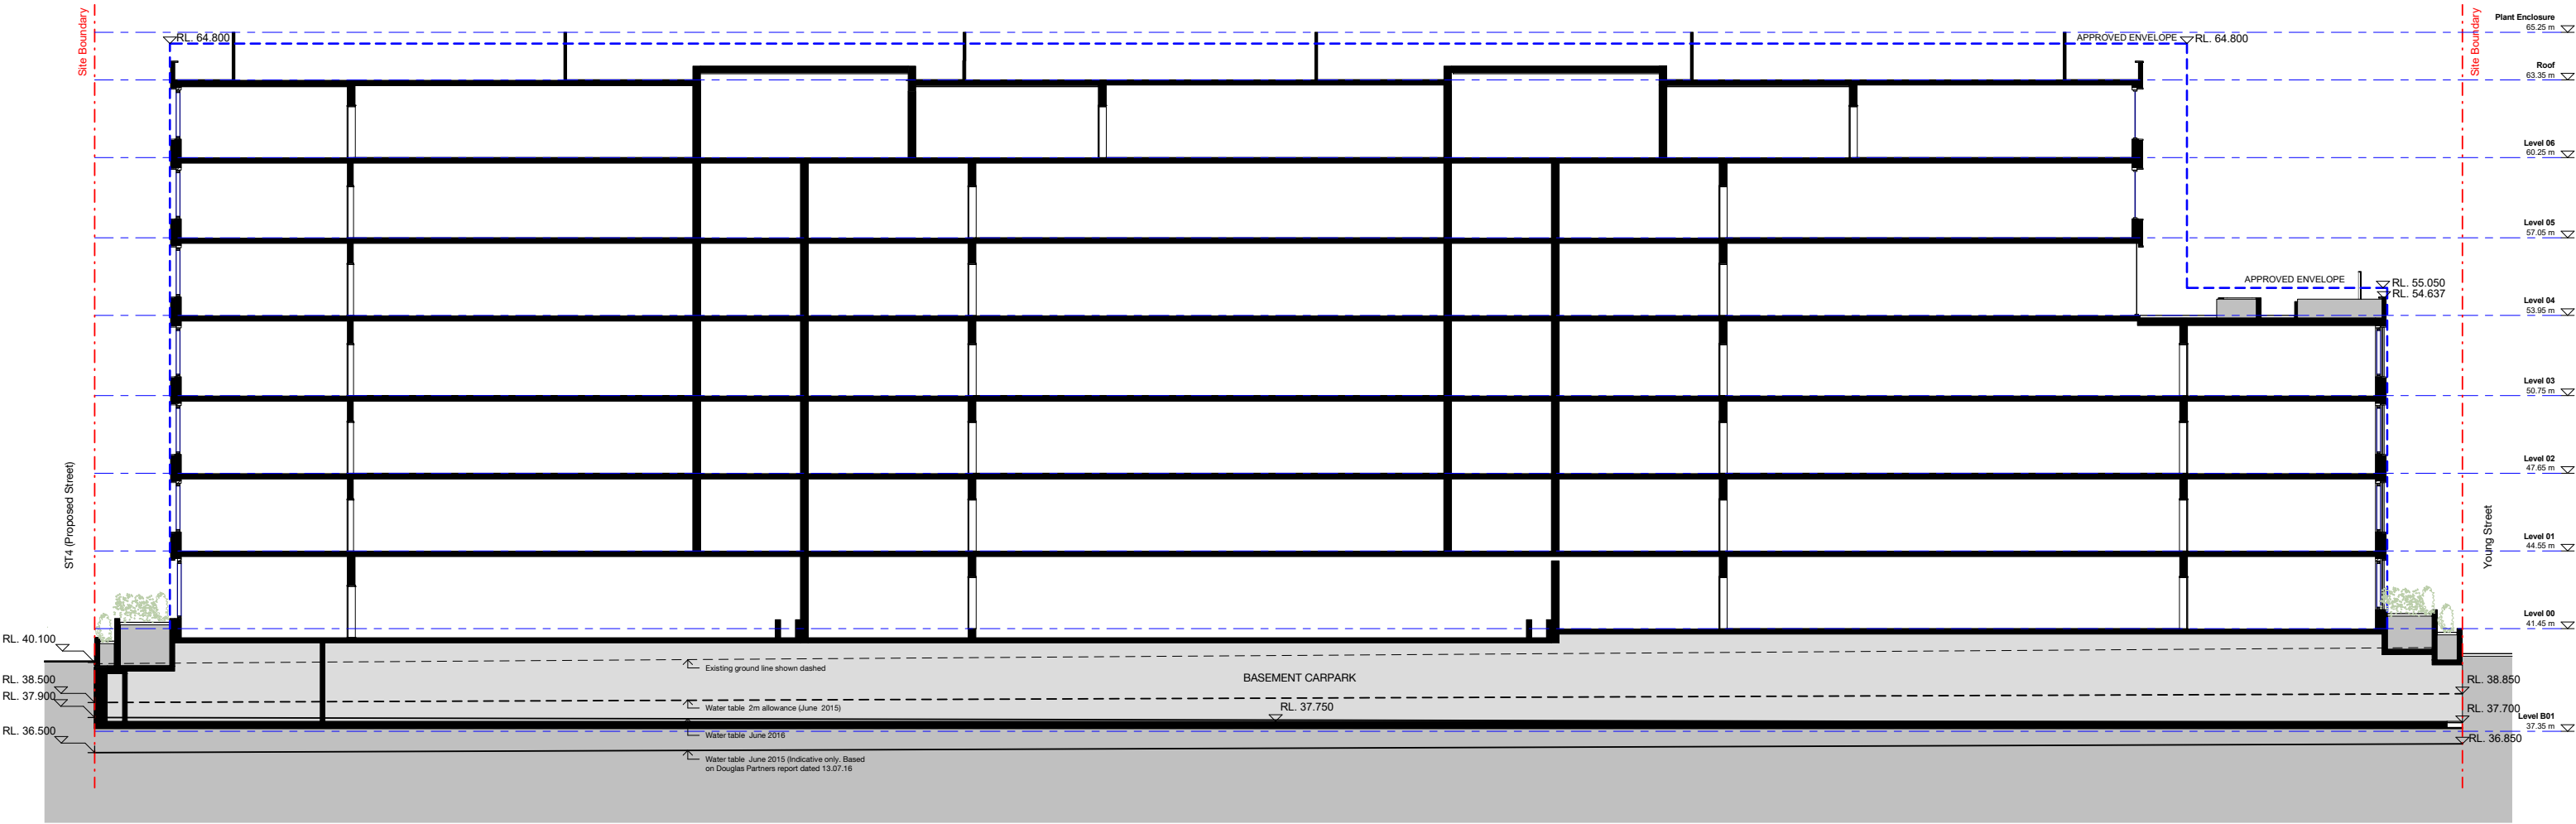 Site Boundary
RL. 64.800
APPROVED ENVELOPE
RL. 64.800
Site Boundary
Plant Enclosure
65.25 m
Roof
63.35 m
Level 06
60.25 m
Level 05
57.05 m
APPROVED ENVELOPE
RL. 55.050
RL. 54.637
Level 04
53.95 m
Level 03
50.75 m
Level 02
47.65 m
ST4 (Proposed Street)
Young Street
Level 01
44.55 m
Level 00
41.45 m
RL. 40.100
Existing ground line shown dashed
BASEMENT CARPARK
RL. 38.500
RL. 37.900
RL. 38.850
Water table 2m allowance (June 2015)
RL. 37.750
RL. 37.700
Level B01
37.35 m
RL. 36.500
Water table June 2016
RL. 36.850
Water table June 2015 (Indicative only. Based
on Douglas Partners report dated 13.07.16